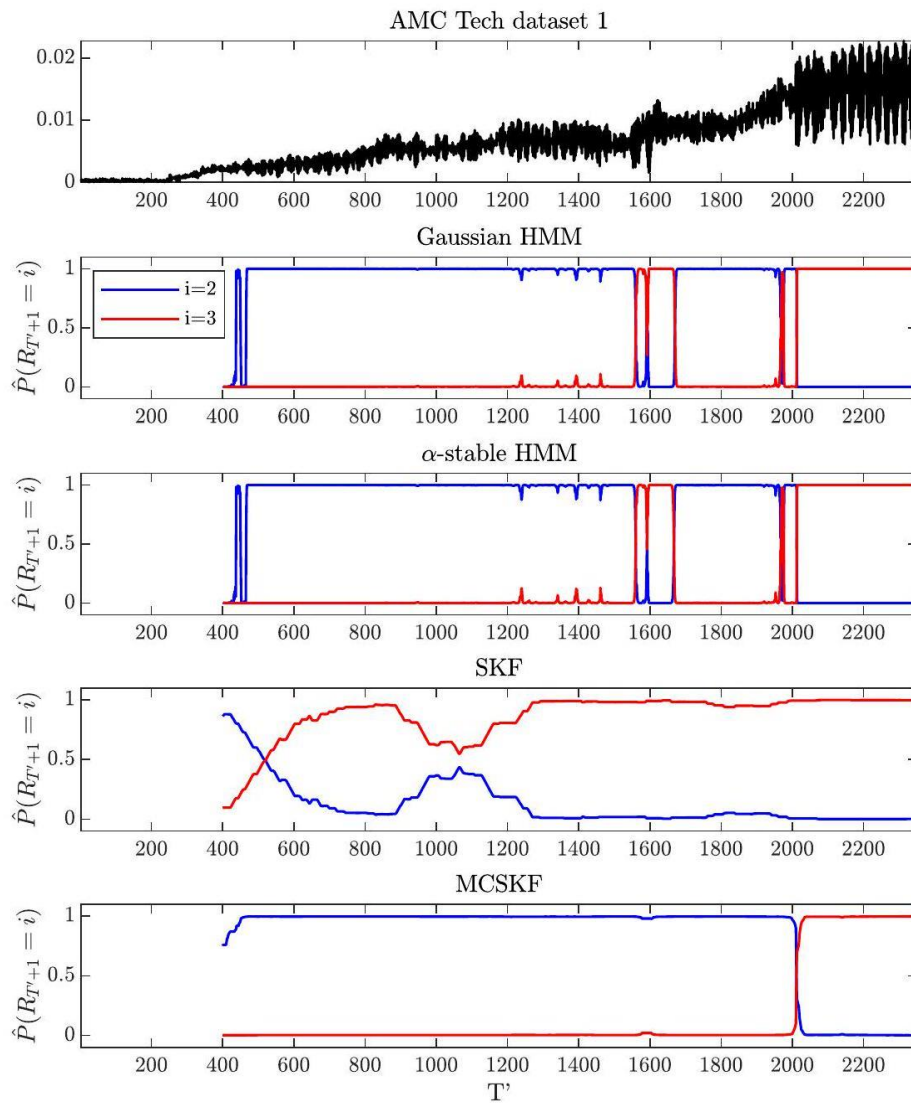 AMC Tech dataset 1
0.02
0.01
0
200 400 600 800 1000 1200 1400 1600 1800 2000 2200
Gaussian HMM
P̂(R_{T'+1} = i)
1
0.5
0
i=2
i=3
200 400 600 800 1000 1200 1400 1600 1800 2000 2200
α-stable HMM
P̂(R_{T'+1} = i)
1
0.5
0
200 400 600 800 1000 1200 1400 1600 1800 2000 2200
SKF
P̂(R_{T'+1} = i)
1
0.5
0
200 400 600 800 1000 1200 1400 1600 1800 2000 2200
MCSKF
P̂(R_{T'+1} = i)
1
0.5
0
200 400 600 800 1000 1200 1400 1600 1800 2000 2200
T'